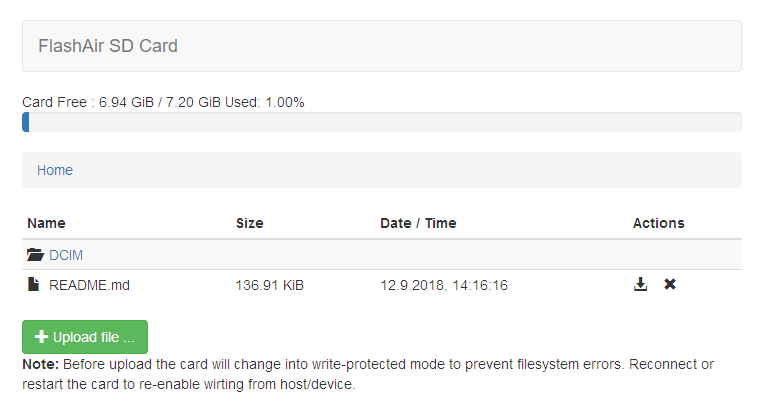 FlashAir SD Card
Card Free : 6.94 GiB / 7.20 GiB Used: 1.00%
Home
Name Size Date / Time Actions
DCIM
README.md 136.91 KiB 12.9.2018, 14:16:16
Upload file ...
Note: Before upload the card will change into write-protected mode to prevent filesystem errors. Reconnect or
restart the card to re-enable wirting from host/device.